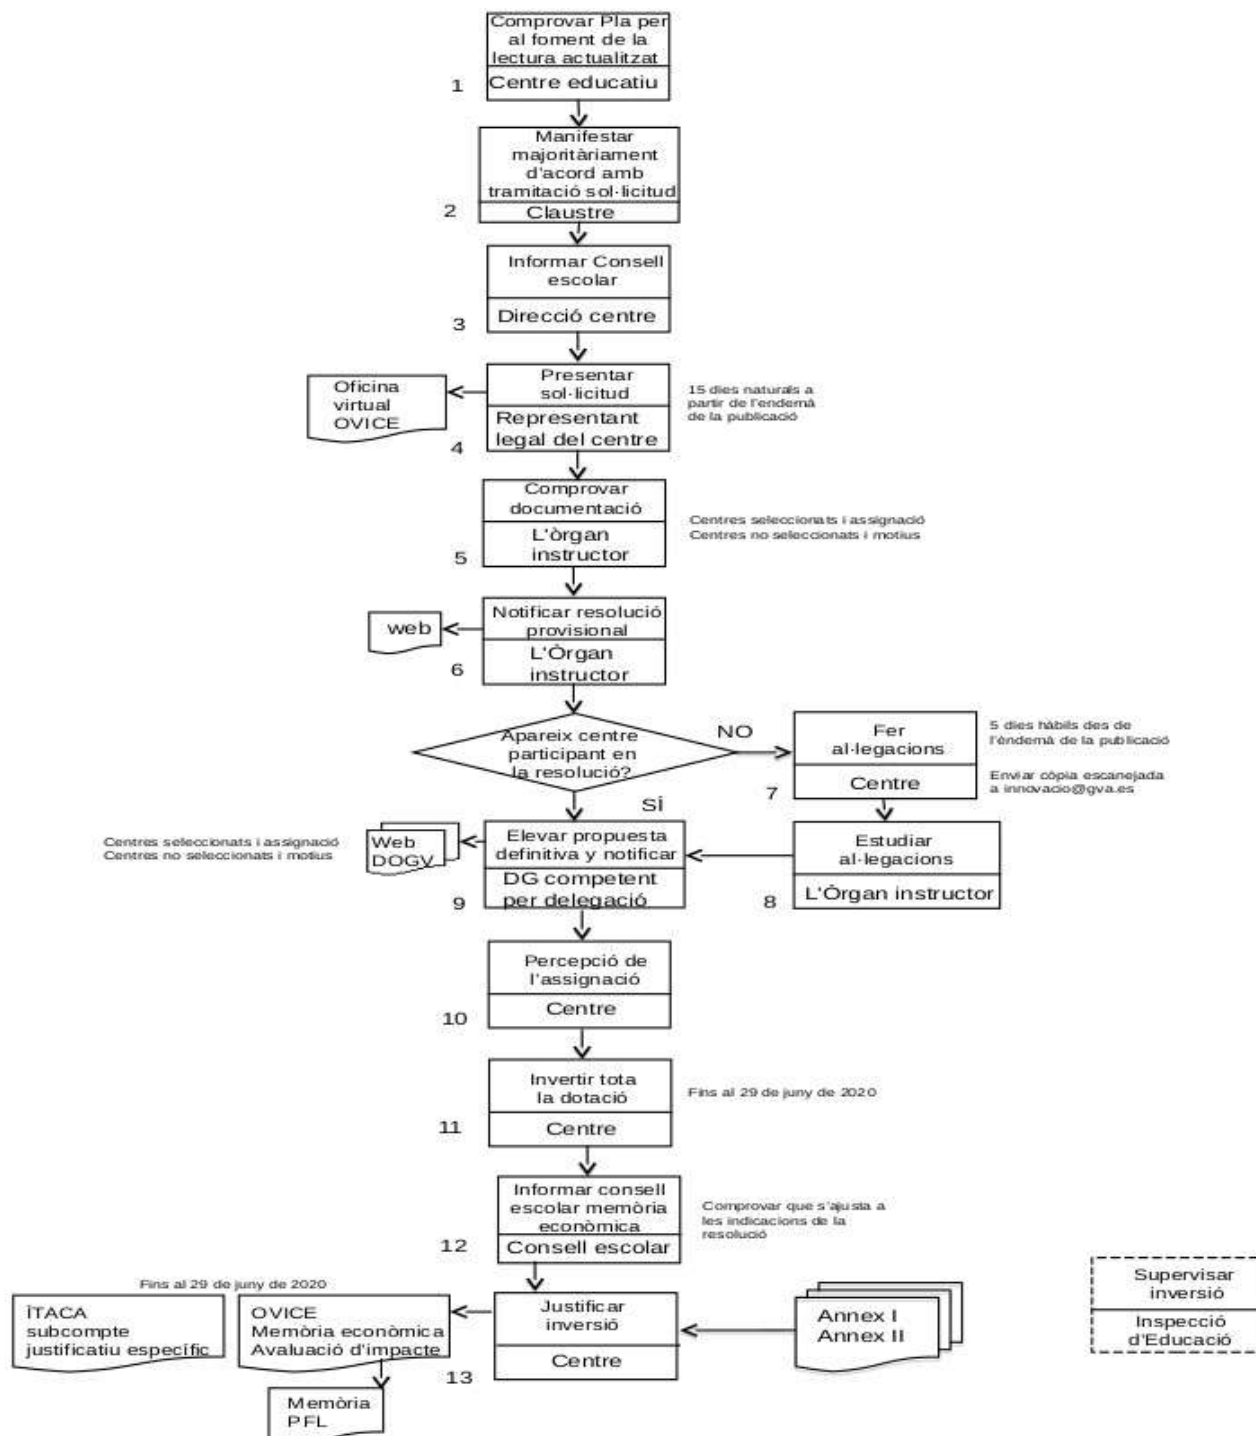 Comprovar Pla per
al foment de la
lectura actualitzat
1
Centre educatiu
Manifestar
majoritàriament
d'acord amb
tramitació sol·licitud
2
Claustre
Informar Consell
escolar
3
Direcció centre
Oficina
virtual
OVICE
Presentar
sol·licitud
Representant
legal del centre
4
15 dies naturals a
partir de l'endemà
de la publicació
Comprovar
documentació
L'òrgan
instructor
5
Centres seleccionats i assignació
Centres no seleccionats i motius
web
Notificar resolució
provisional
L'Òrgan
instructor
6
Apareix centre
participant en
la resolució?
NO
SÍ
Fer
al·legacions
Centre
7
5 dies hàbils des de
l'éndemà de la publicació
Enviar còpia escanejada
a innovacio@gva.es
Centres seleccionats i assignació
Centres no seleccionats i motius
Web
DOGV
Elevar propuesta
definitiva y notificar
DG competent
per delegació
9
Estudiar
al·legacions
8
L'Òrgan instructor
Percepció de
l'assignació
Centre
10
Invertir tota
la dotació
Centre
11
Fins al 29 de juny de 2020
Informar consell
escolar memòria
econòmica
12
Consell escolar
Comprovar que s'ajusta a
les indicacions de la
resolució
Fins al 29 de juny de 2020
ÌTACA
subcompte
justificatiu específic
OVICE
Memòria econòmica
Avaluació d'impacte
Memòria
PFL
Justificar
inversió
Centre
13
Annex I
Annex II
Supervisar
inversió
Inspecció
d'Educació